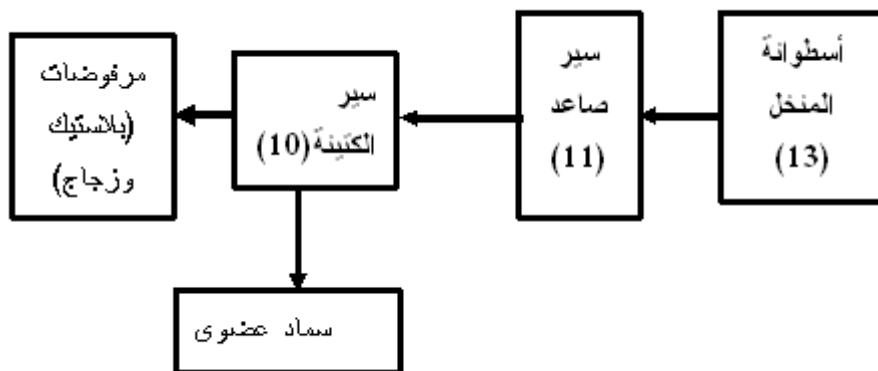 أسطوانة
المنخل
(13)
سير
صاعد
(11)
سير
الكتينة (10)
مرفوضات
(بلاستيك
وزجاج)
سماد عضوى